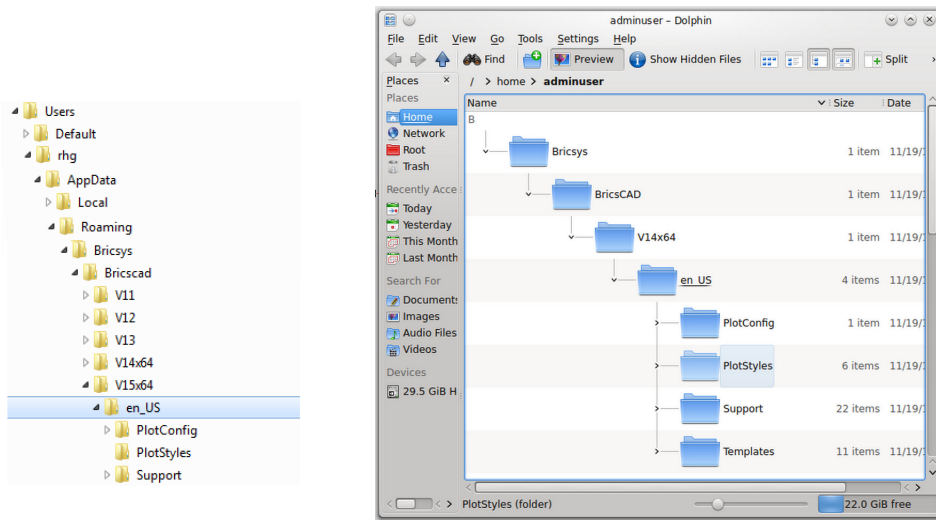 Users
Default
rhg
AppData
Local
Roaming
Bricsys
Bricscad
V11
V12
V13
V14x64
V15x64
en_US
PlotConfig
PlotStyles
Support
adminuser – Dolphin
File Edit View Go Tools Settings Help
Find Preview Show Hidden Files Split
Places ×
/ > home > adminuser
Places
Home
Network
Root
Trash
Recently Acce
Today
Yesterday
This Month
Last Month
Search For
Documents
Images
Audio Files
Videos
Devices
29.5 GiB H
Name Size Date
B
Bricsys 1 item 11/19/
BricsCAD 1 item 11/19/
V14x64 1 item 11/19/
en_US 4 items 11/19/
PlotConfig 1 item 11/19/
PlotStyles 6 items 11/19/
Support 22 items 11/19/
Templates 11 items 11/19/
PlotStyles (folder) 22.0 GiB free